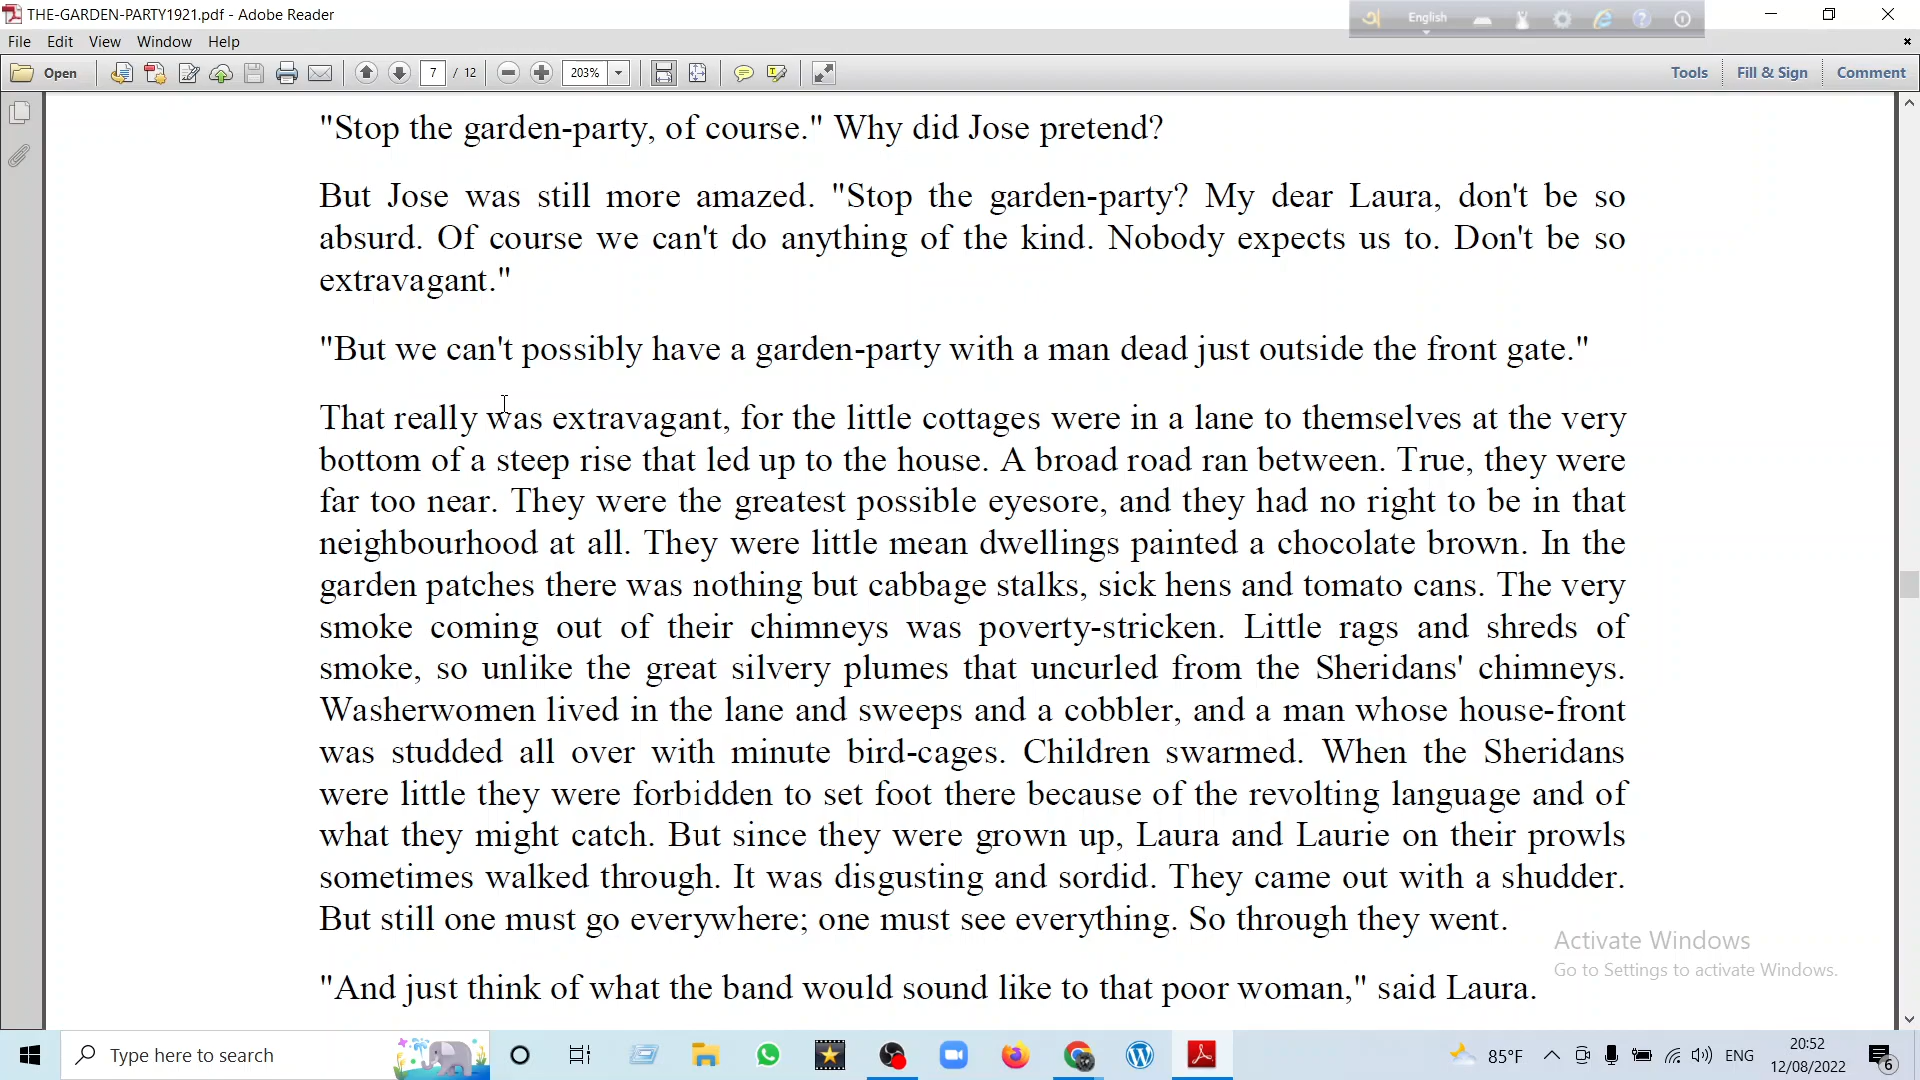 THE-GARDEN-PARTY1921.pdf - Adobe Reader
English
File Edit View Window Help
Open 7 / 12 203% Tools Fill & Sign Comment
"Stop the garden-party, of course." Why did Jose pretend?
But Jose was still more amazed. "Stop the garden-party? My dear Laura, don't be so
absurd. Of course we can't do anything of the kind. Nobody expects us to. Don't be so
extravagant."
"But we can't possibly have a garden-party with a man dead just outside the front gate."
That really was extravagant, for the little cottages were in a lane to themselves at the very
bottom of a steep rise that led up to the house. A broad road ran between. True, they were
far too near. They were the greatest possible eyesore, and they had no right to be in that
neighbourhood at all. They were little mean dwellings painted a chocolate brown. In the
garden patches there was nothing but cabbage stalks, sick hens and tomato cans. The very
smoke coming out of their chimneys was poverty-stricken. Little rags and shreds of
smoke, so unlike the great silvery plumes that uncurled from the Sheridans' chimneys.
Washerwomen lived in the lane and sweeps and a cobbler, and a man whose house-front
was studded all over with minute bird-cages. Children swarmed. When the Sheridans
were little they were forbidden to set foot there because of the revolting language and of
what they might catch. But since they were grown up, Laura and Laurie on their prowls
sometimes walked through. It was disgusting and sordid. They came out with a shudder.
But still one must go everywhere; one must see everything. So through they went.
Activate Windows
Go to Settings to activate Windows.
"And just think of what the band would sound like to that poor woman," said Laura.
Type here to search
85°F ENG
20:52
12/08/2022
6